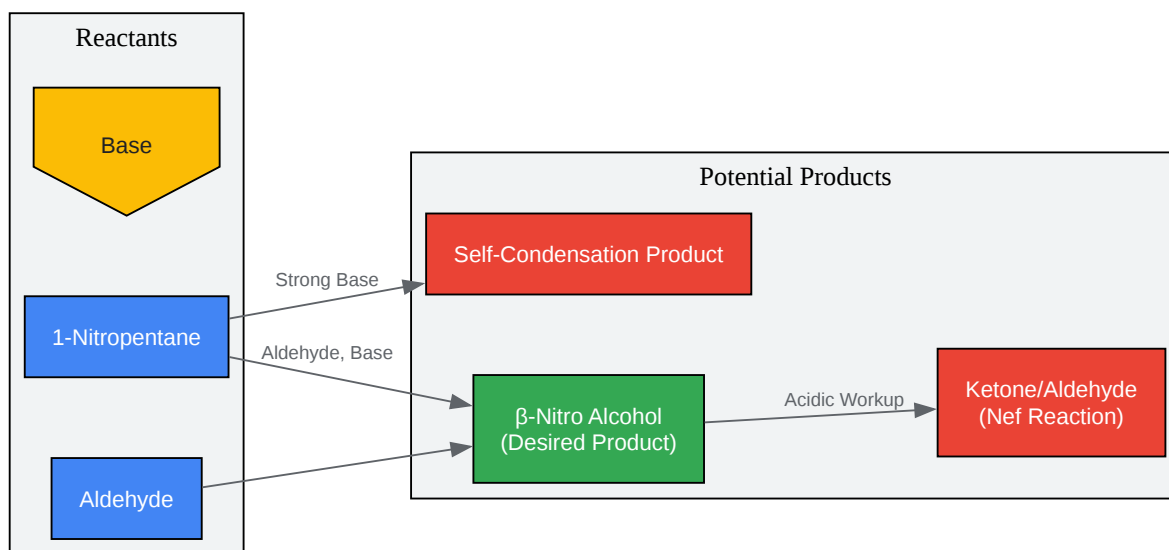 Reactants
Base
1-Nitropentane
Aldehyde
Strong Base
Aldehyde, Base
Potential Products
Self-Condensation Product
β-Nitro Alcohol
(Desired Product)
Acidic Workup
Ketone/Aldehyde
(Nef Reaction)